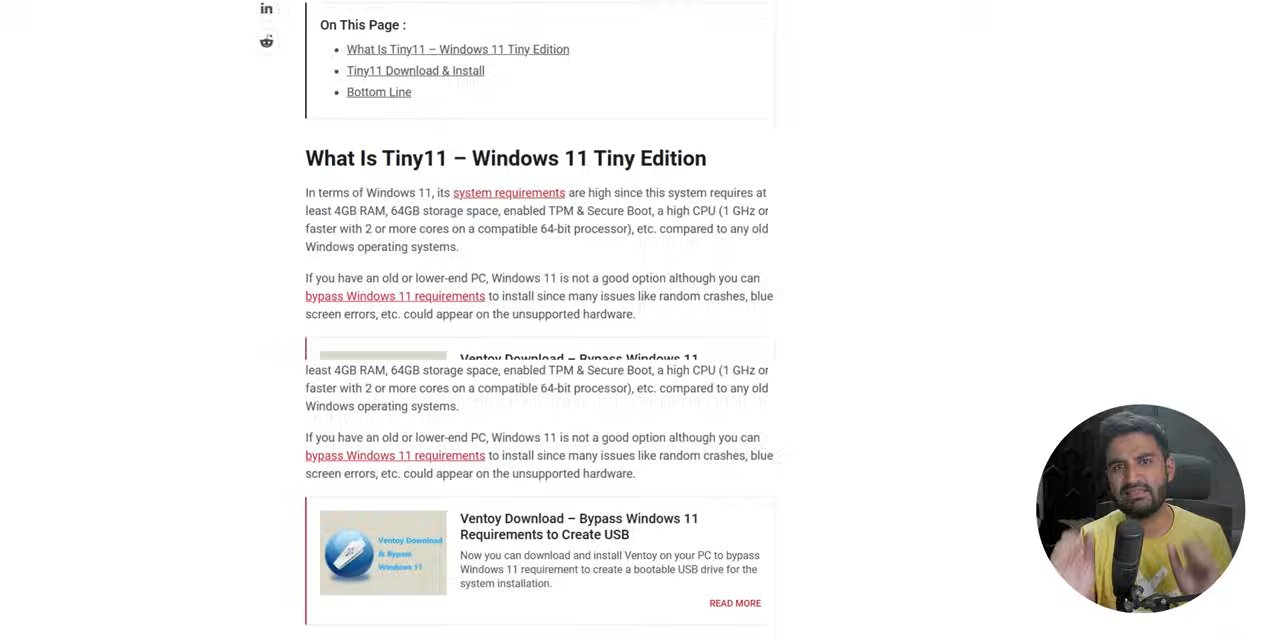 in
On This Page :
What Is Tiny11 – Windows 11 Tiny Edition
Tiny11 Download & Install
Bottom Line
What Is Tiny11 – Windows 11 Tiny Edition
In terms of Windows 11, its system requirements are high since this system requires at
least 4GB RAM, 64GB storage space, enabled TPM & Secure Boot, a high CPU (1 GHz or
faster with 2 or more cores on a compatible 64-bit processor), etc. compared to any old
Windows operating systems.
If you have an old or lower-end PC, Windows 11 is not a good option although you can
bypass Windows 11 requirements to install since many issues like random crashes, blue
screen errors, etc. could appear on the unsupported hardware.
Ventoy Download – Bypass Windows 11
least 4GB RAM, 64GB storage space, enabled TPM & Secure Boot, a high CPU (1 GHz or
faster with 2 or more cores on a compatible 64-bit processor), etc. compared to any old
Windows operating systems.
If you have an old or lower-end PC, Windows 11 is not a good option although you can
bypass Windows 11 requirements to install since many issues like random crashes, blue
screen errors, etc. could appear on the unsupported hardware.
Ventoy Download – Bypass Windows 11
Requirements to Create USB
Ventoy Download
& Bypass
Windows 11
Now you can download and install Ventoy on your PC to bypass
Windows 11 requirement to create a bootable USB drive for the
system installation.
READ MORE